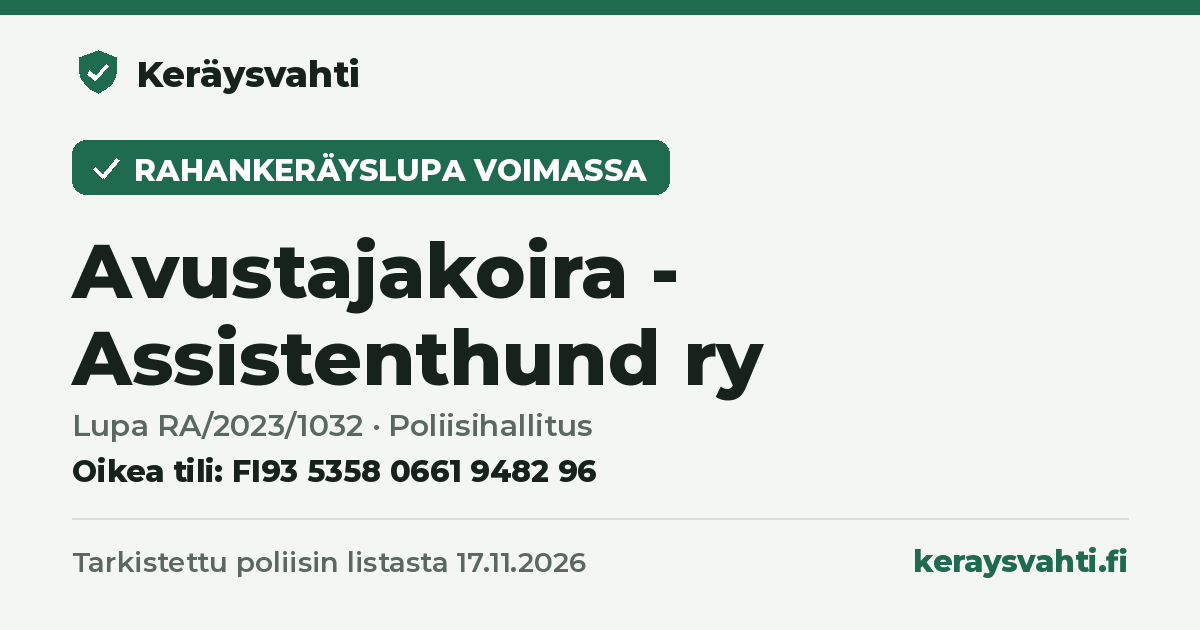 Keräysvahti
RAHANKERÄYSLUPA VOIMASSA
Avustajakoira -
Assistenthund ry
Lupa RA/2023/1032 · Poliisihallitus
Oikea tili: FI93 5358 0661 9482 96
Tarkistettu poliisin listasta 17.11.2026
keraysvahti.fi